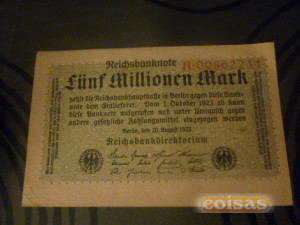 Reichsbanknote
H·00862244
Fünf Millionen Mark
zahlt die Reichsbankhauptkasse in Berlin gegen diese Bank-
note dem Einlieferer. Vom 1. Oktober 1923 ab kann
diese Banknote aufgerufen und unter Umtausch gegen
andere gesetzliche Zahlungsmittel eingezogen werden
Berlin, den 20. August 1923
Reichsbankdirektorium
coisas